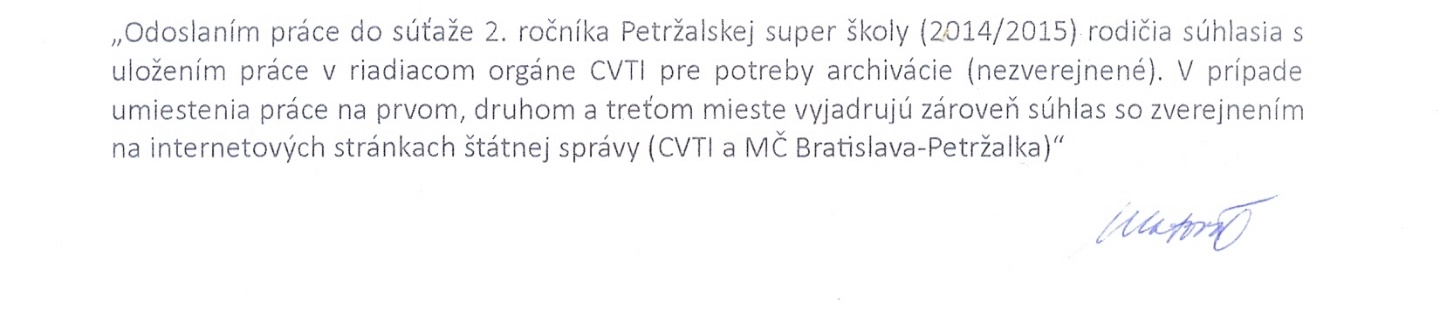 „Odoslaním práce do súťaže 2. ročníka Petržalskej super školy (2014/2015) rodičia súhlasia s
uložením práce v riadiacom orgáne CVTI pre potreby archivácie (nezverejnené). V prípade
umiestenia práce na prvom, druhom a treťom mieste vyjadrujú zároveň súhlas so zverejnením
na internetových stránkach štátnej správy (CVTI a MČ Bratislava-Petržalka)“